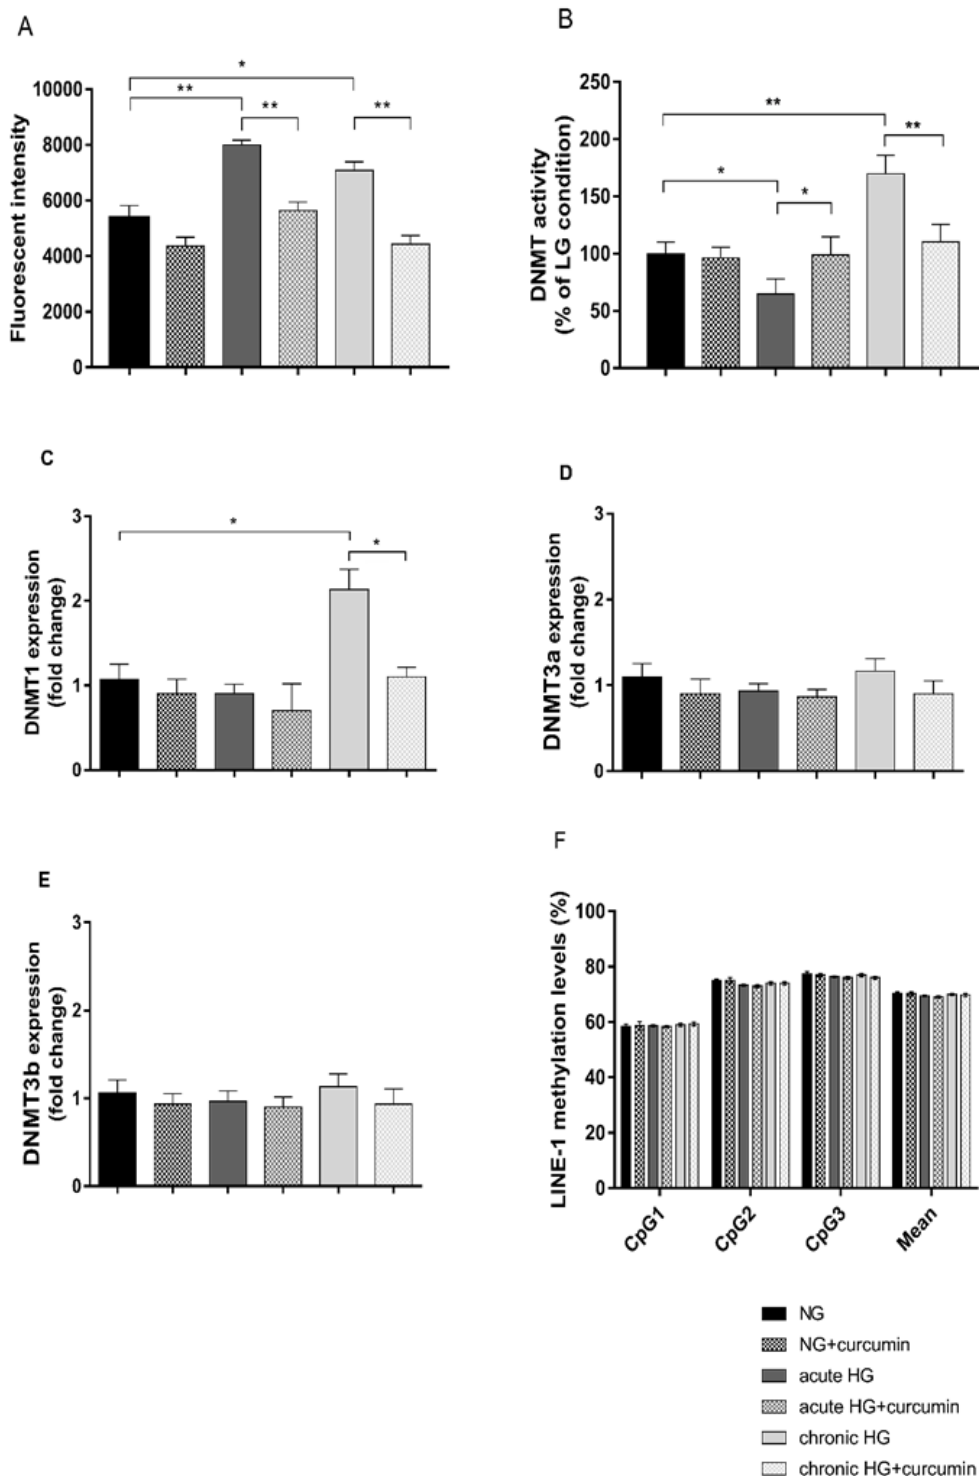 A
Fluorescent intensity
10000
8000
6000
4000
2000
0
*
**
**
**
B
DNMT activity
(% of LG condition)
250
200
150
100
50
0
**
**
*
*
C
DNMT1 expression
(fold change)
3
2
1
0
*
*
D
DNMT3a expression
(fold change)
3
2
1
0
E
DNMT3b expression
(fold change)
3
2
1
0
F
LINE-1 methylation levels (%)
100
80
60
40
20
0
CpG1
CpG2
CpG3
Mean
NG
NG+curcumin
acute HG
acute HG+curcumin
chronic HG
chronic HG+curcumin